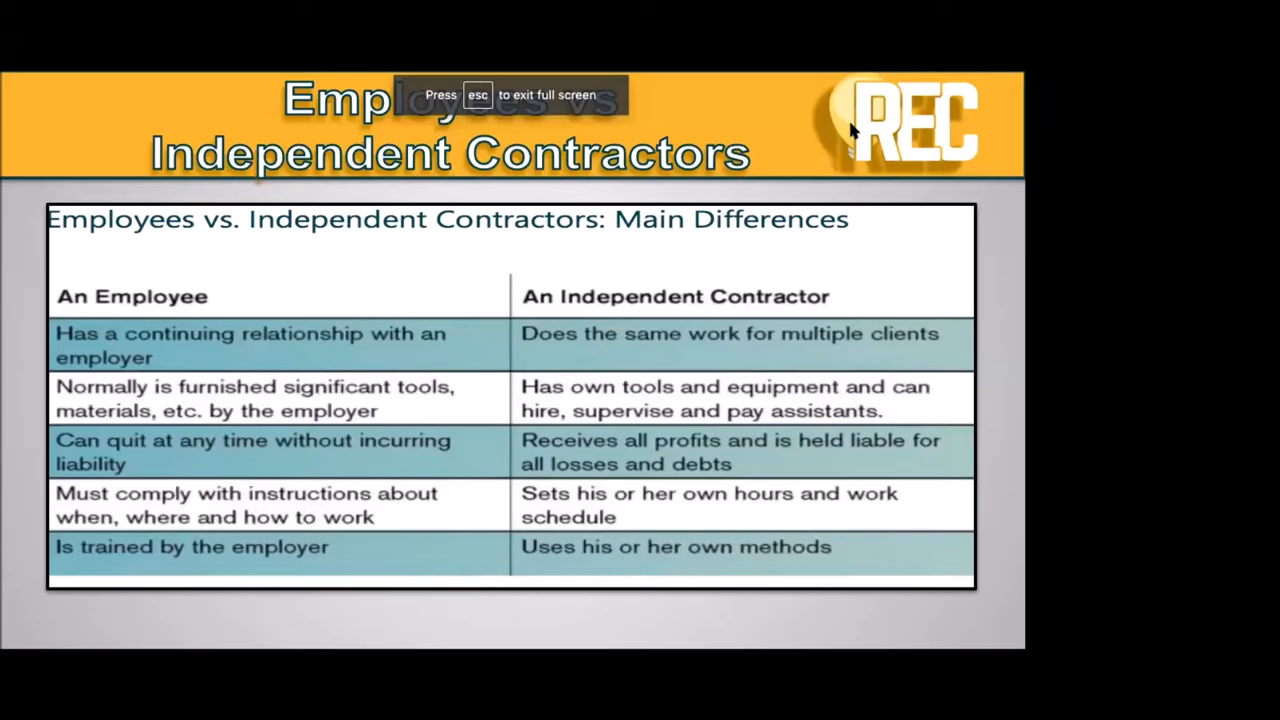 Emp
Press esc to exit full screen
vs
Independent Contractors
REC
Employees vs. Independent Contractors: Main Differences
An Employee
An Independent Contractor
Has a continuing relationship with an
employer
Does the same work for multiple clients
Normally is furnished significant tools,
materials, etc. by the employer
Has own tools and equipment and can
hire, supervise and pay assistants.
Can quit at any time without incurring
liability
Receives all profits and is held liable for
all losses and debts
Must comply with instructions about
when, where and how to work
Sets his or her own hours and work
schedule
Is trained by the employer
Uses his or her own methods